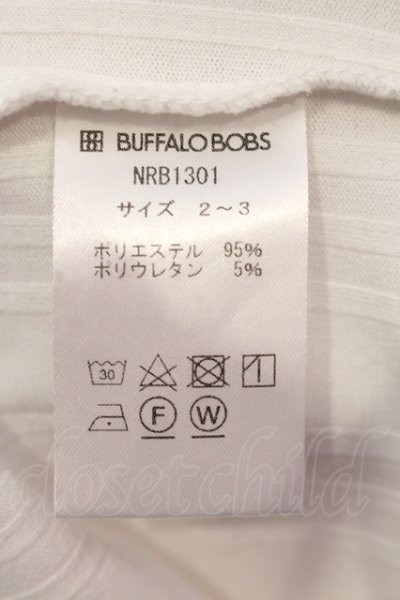 BUFFALO BOBS
NRB1301
サイズ 2～3
ポリエステル 95%
ポリウレタン 5%
30
F W
closetchild